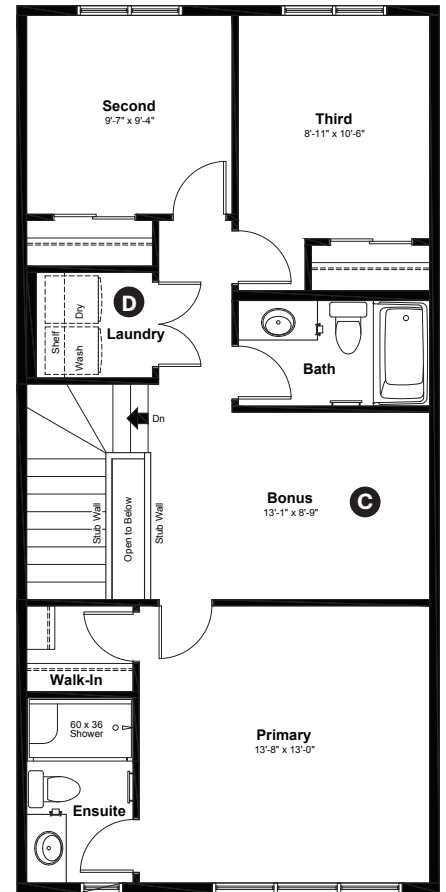 Second
9'-7" x 9'-4"
Third
8'-11" x 10'-6"
D
Laundry
Dry
Shelf
Wash
Bath
Dn
Stub Wall
Open to Below
Stub Wall
Bonus
13'-1" x 8'-9"
C
Walk-In
60 x 36
Shower
Primary
13'-8" x 13'-0"
Ensuite